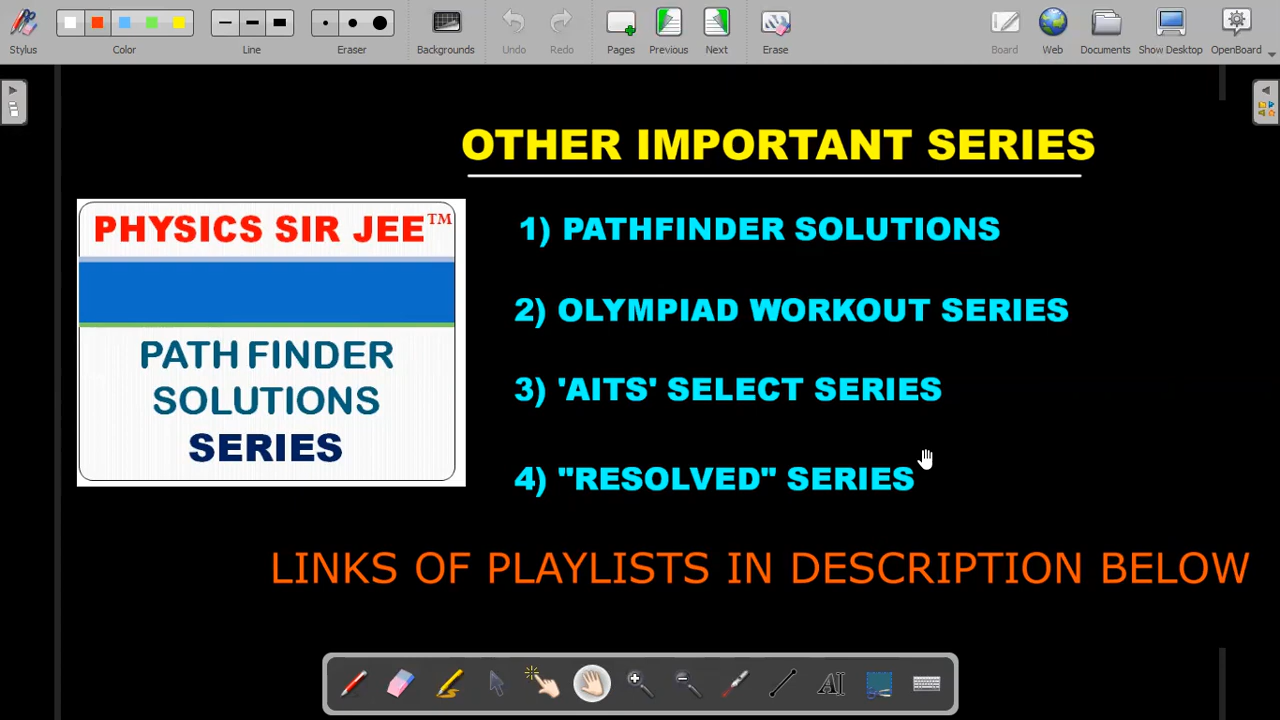 Stylus
Color
Line
Eraser
Backgrounds
Undo
Redo
Pages
Previous
Next
Erase
Board
Web
Documents
Show Desktop
OpenBoard
OTHER IMPORTANT SERIES
PHYSICS SIR JEE™
PATH FINDER
SOLUTIONS
SERIES
1) PATHFINDER SOLUTIONS
2) OLYMPIAD WORKOUT SERIES
3) 'AITS' SELECT SERIES
4) "RESOLVED" SERIES
LINKS OF PLAYLISTS IN DESCRIPTION BELOW
AI